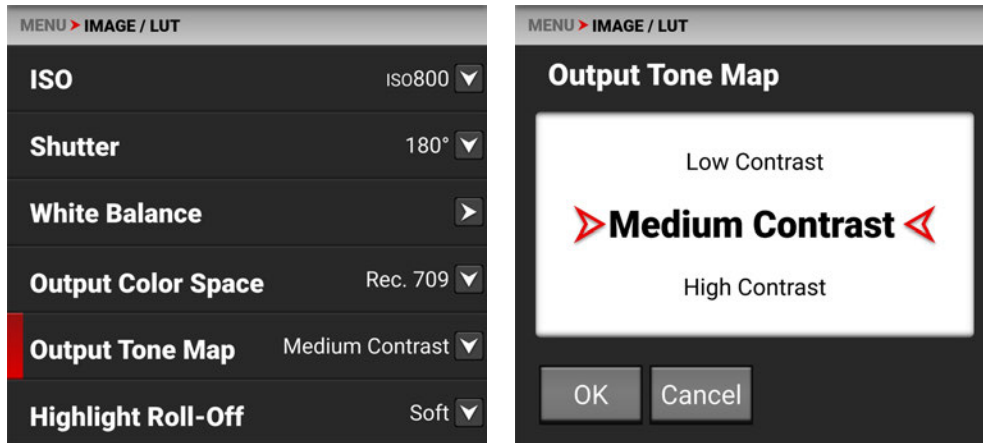 MENU > IMAGE / LUT
ISO ISO800
Shutter 180°
White Balance
Output Color Space Rec. 709
Output Tone Map Medium Contrast
Highlight Roll-Off Soft
MENU > IMAGE / LUT
Output Tone Map
Low Contrast
Medium Contrast
High Contrast
OK Cancel